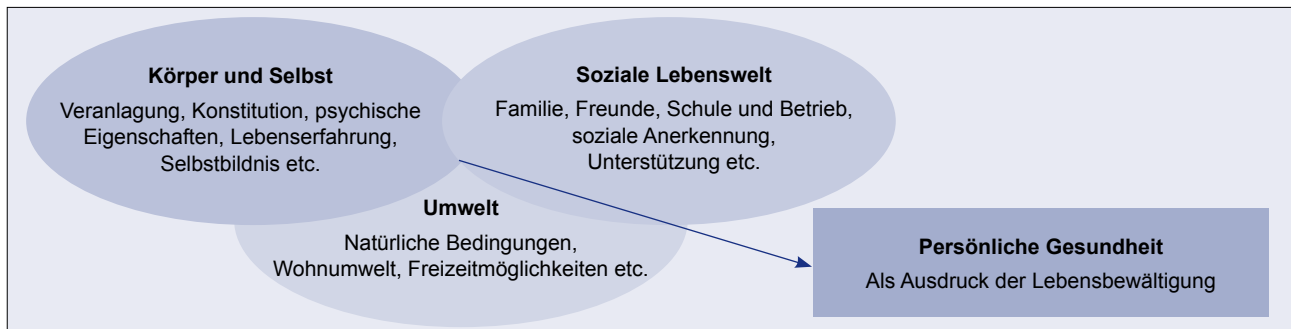 Körper und Selbst
Veranlagung, Konstitution, psychische
Eigenschaften, Lebenserfahrung,
Selbstbildnis etc.
Soziale Lebenswelt
Familie, Freunde, Schule und Betrieb,
soziale Anerkennung,
Unterstützung etc.
Umwelt
Natürliche Bedingungen,
Wohnumwelt, Freizeitmöglichkeiten etc.
Persönliche Gesundheit
Als Ausdruck der Lebensbewältigung